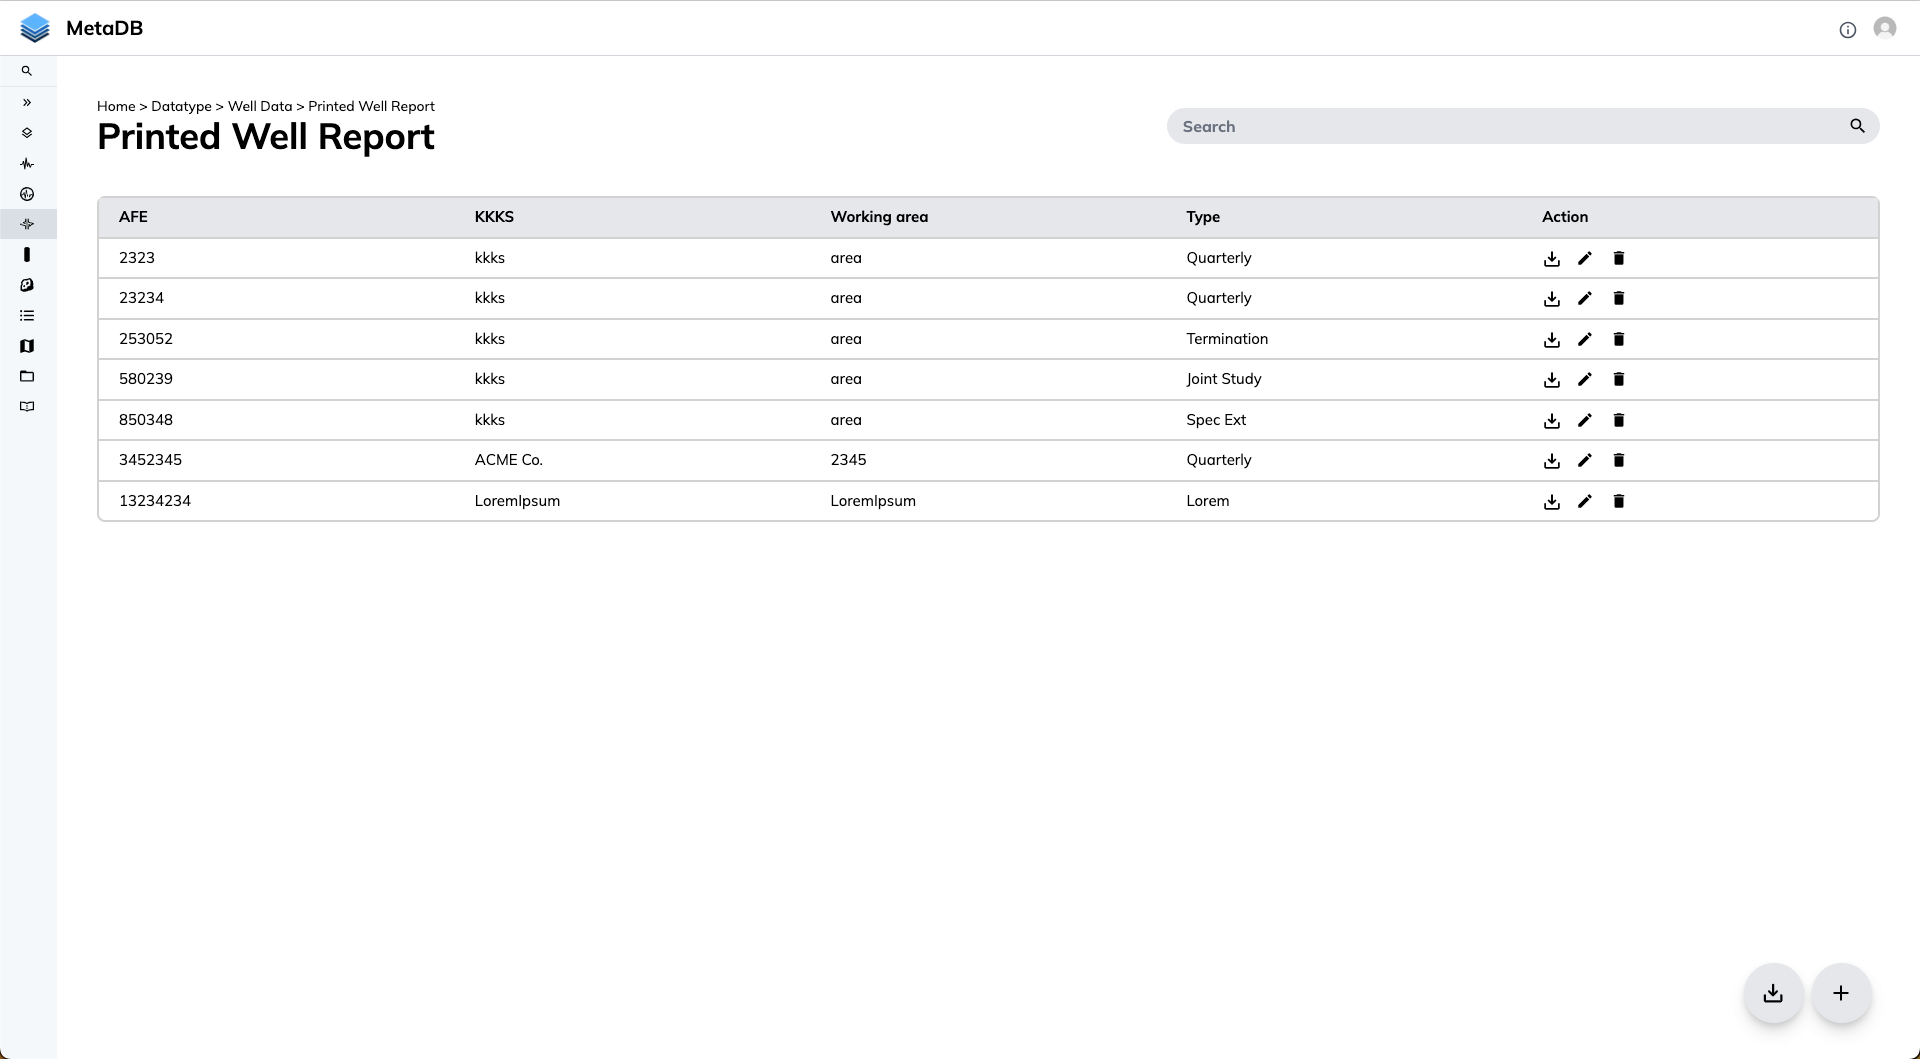 MetaDB
Home > Datatype > Well Data > Printed Well Report
Printed Well Report
Search
AFE KKKS Working area Type Action
2323 kkks area Quarterly
23234 kkks area Quarterly
253052 kkks area Termination
580239 kkks area Joint Study
850348 kkks area Spec Ext
3452345 ACME Co. 2345 Quarterly
13234234 LoremIpsum LoremIpsum Lorem